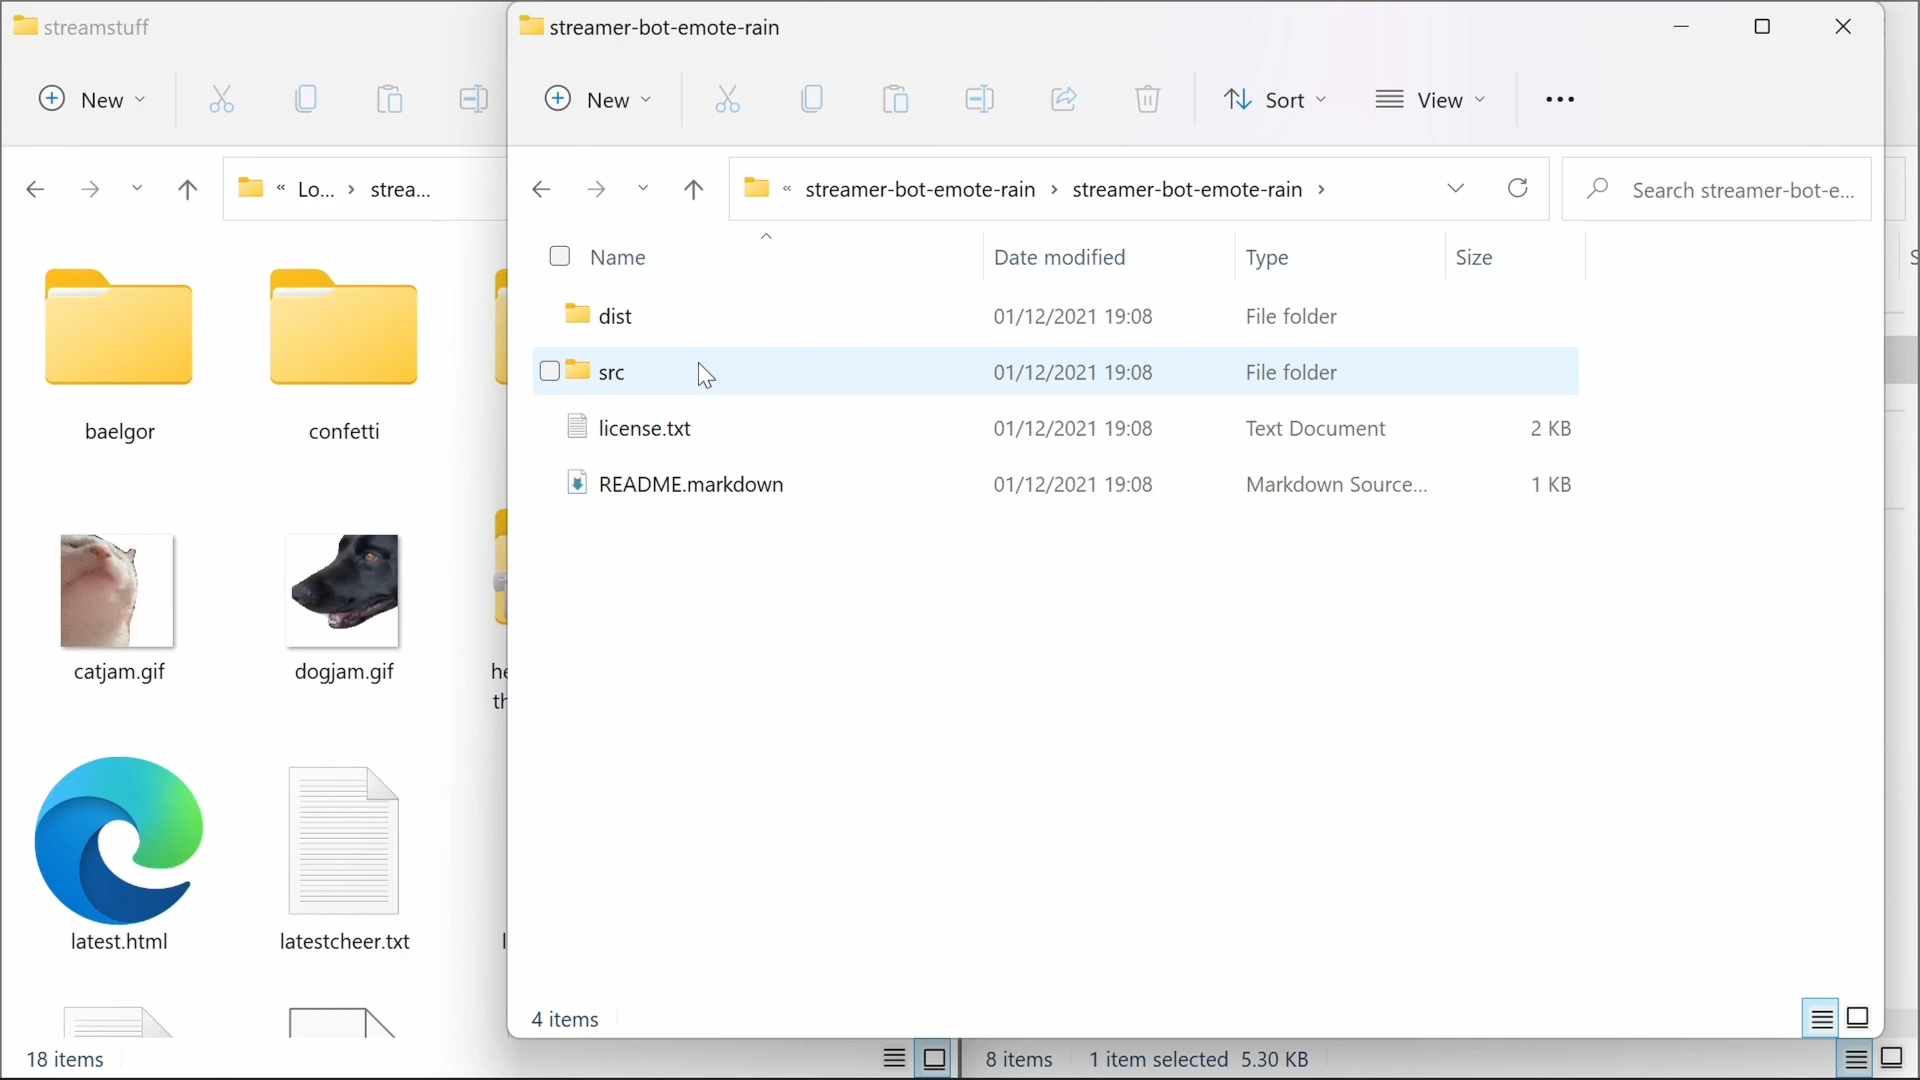 streamstuff
New
« Lo... › strea...
baelgor
confetti
catjam.gif
dogjam.gif
latest.html
latestcheer.txt
18 items
streamer-bot-emote-rain
New
Sort
View
« streamer-bot-emote-rain › streamer-bot-emote-rain ›
Search streamer-bot-e...
Name Date modified Type Size
dist 01/12/2021 19:08 File folder
src 01/12/2021 19:08 File folder
license.txt 01/12/2021 19:08 Text Document 2 KB
README.markdown 01/12/2021 19:08 Markdown Source... 1 KB
4 items
8 items 1 item selected 5.30 KB